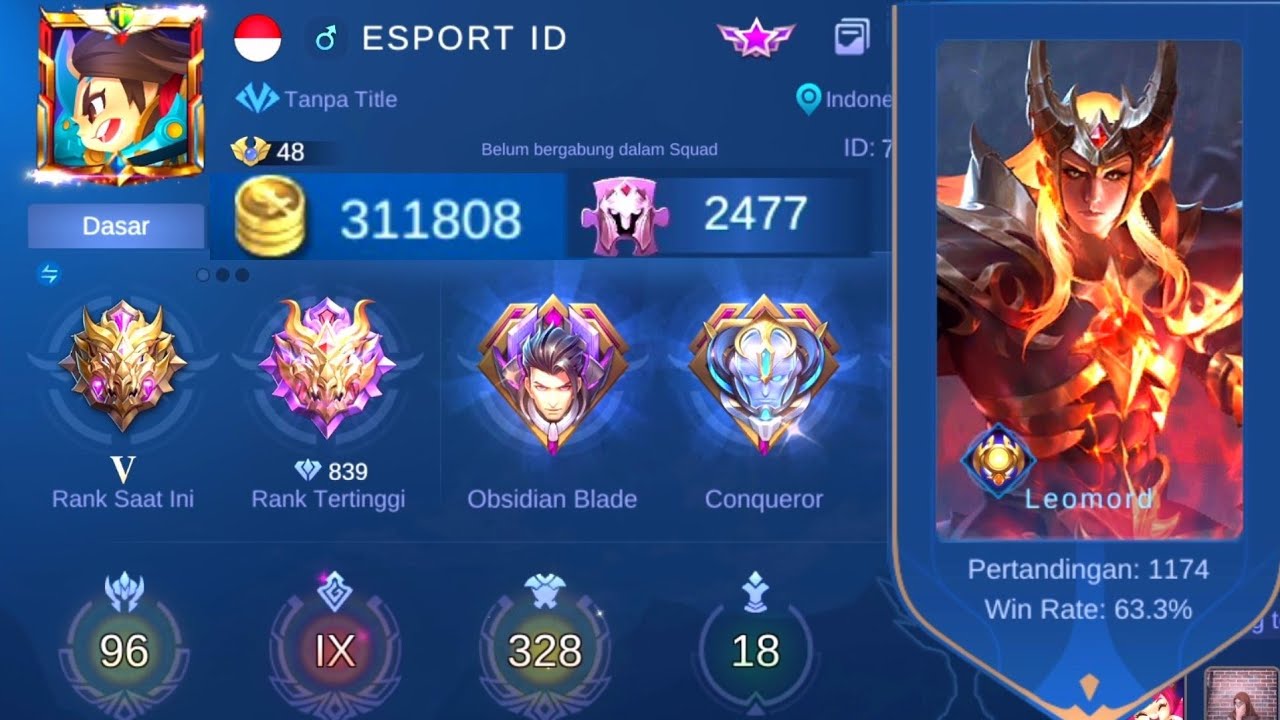 ESPORT ID
Tanpa Title
Indone
48
Belum bergabung dalam Squad
ID: 7
Dasar
311808
2477
V
839
Rank Saat Ini
Rank Tertinggi
Obsidian Blade
Conqueror
96
IX
328
18
Leomord
Pertandingan: 1174
Win Rate: 63.3%